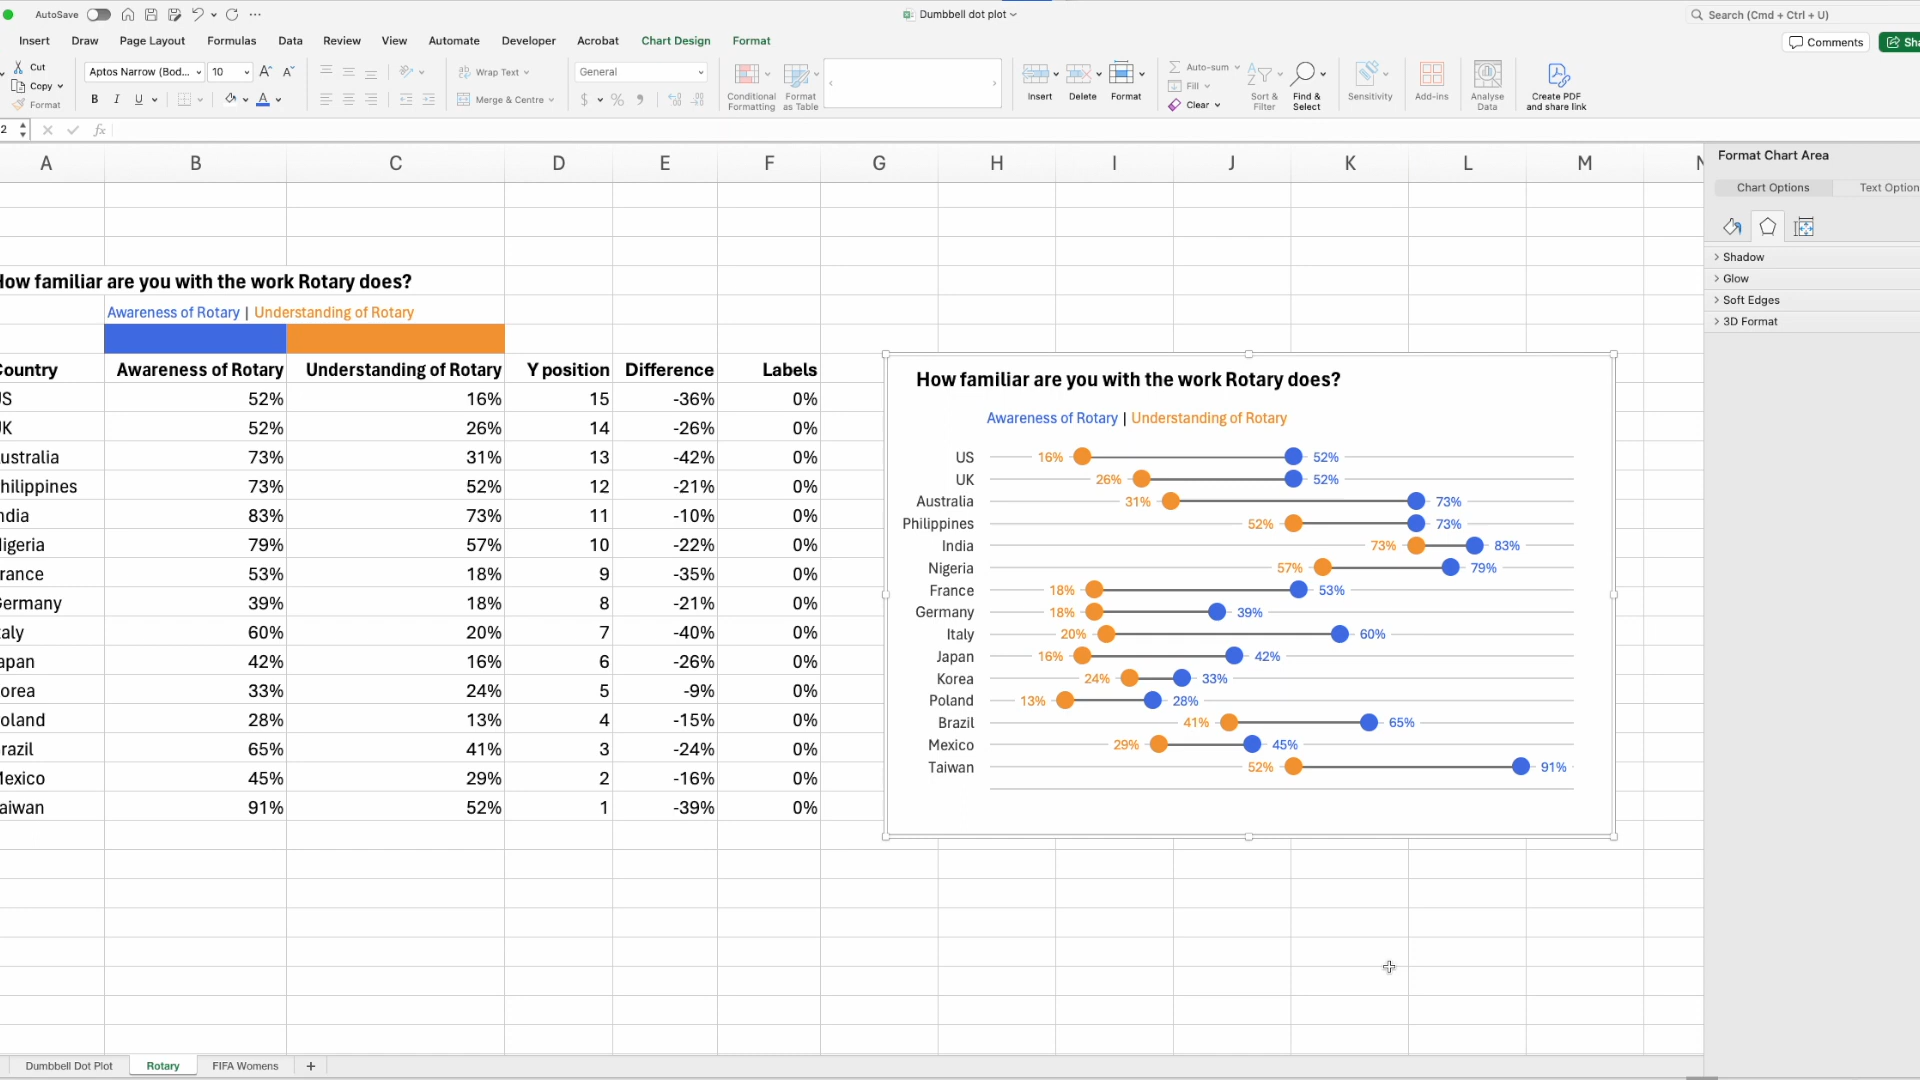 AutoSave
Dumbbell dot plot
Search (Cmd + Ctrl + U)
Insert Draw Page Layout Formulas Data Review View Automate Developer Acrobat Chart Design Format
Comments Sha
Cut
Copy
Format
Aptos Narrow (Bod... 10
B I U
Wrap Text
Merge & Centre
General
$ %
Conditional Formatting
Format as Table
Insert Delete Format
Auto-sum
Fill
Clear
Sort & Filter
Find & Select
Sensitivity
Add-ins
Analyse Data
Create PDF and share link
2 fx
A B C D E F G H I J K L M N
Format Chart Area
Chart Options Text Option
Shadow
Glow
Soft Edges
3D Format
How familiar are you with the work Rotary does?
Awareness of Rotary | Understanding of Rotary
Country Awareness of Rotary Understanding of Rotary Y position Difference Labels
US 52% 16% 15 -36% 0%
UK 52% 26% 14 -26% 0%
ustralia 73% 31% 13 -42% 0%
hilippines 73% 52% 12 -21% 0%
ndia 83% 73% 11 -10% 0%
igeria 79% 57% 10 -22% 0%
rance 53% 18% 9 -35% 0%
Germany 39% 18% 8 -21% 0%
taly 60% 20% 7 -40% 0%
apan 42% 16% 6 -26% 0%
orea 33% 24% 5 -9% 0%
oland 28% 13% 4 -15% 0%
razil 65% 41% 3 -24% 0%
Mexico 45% 29% 2 -16% 0%
aiwan 91% 52% 1 -39% 0%
How familiar are you with the work Rotary does?
Awareness of Rotary | Understanding of Rotary
US 16% 52%
UK 26% 52%
Australia 31% 73%
Philippines 52% 73%
India 73% 83%
Nigeria 57% 79%
France 18% 53%
Germany 18% 39%
Italy 20% 60%
Japan 16% 42%
Korea 24% 33%
Poland 13% 28%
Brazil 41% 65%
Mexico 29% 45%
Taiwan 52% 91%
Dumbbell Dot Plot Rotary FIFA Womens +